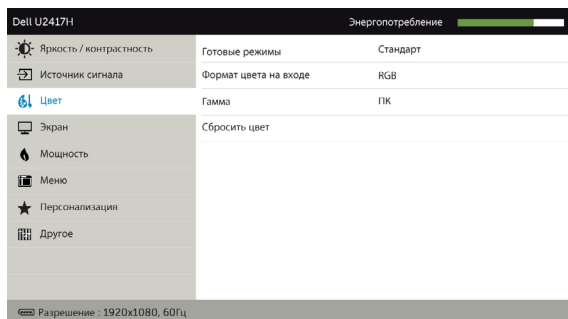 Dell U2417H Энергопотребление
Яркость / контрастность Готовые режимы Стандарт
Источник сигнала Формат цвета на входе RGB
Цвет Гамма ПК
Экран Сбросить цвет
Мощность
Меню
Персонализация
Другое
Разрешение : 1920x1080, 60Гц